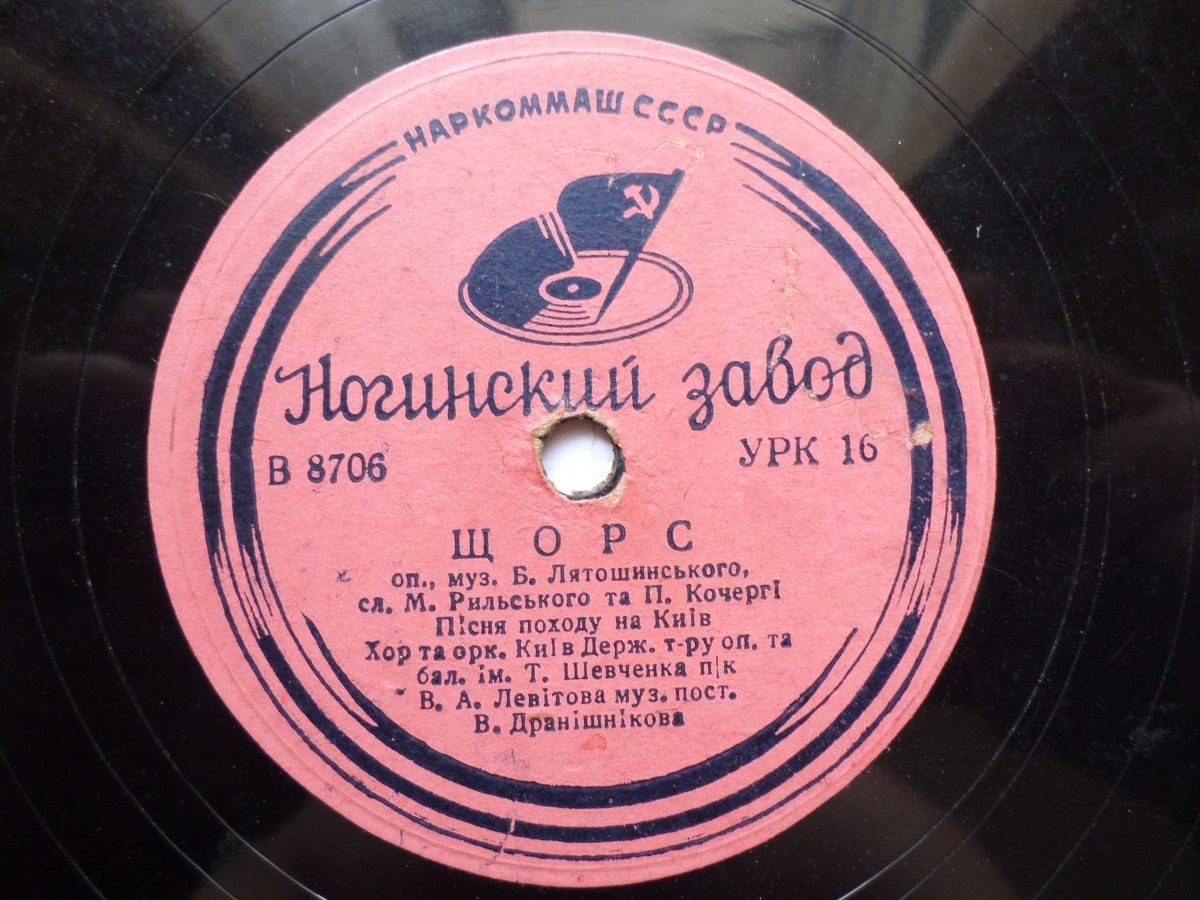 НАРКОММАШ СССР
Ногинский завод
В 8706 УРК 16
ЩОРС
оп., муз. Б. Лятошинського,
сл. М. Рильського та П. Кочергі
Пісня походу на Київ
Хор та орк. Київ Держ. т-ру оп. та
бал. ім. Т. Шевченка п/к
В. А. Левітова муз. пост.
В. Дранішнікова